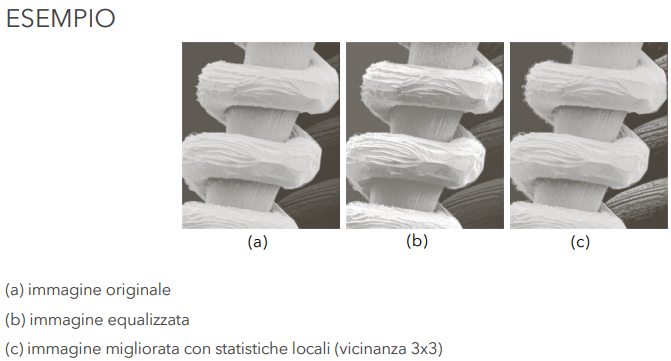 ESEMPIO
(a) (b) (c)
(a) immagine originale
(b) immagine equalizzata
(c) immagine migliorata con statistiche locali (vicinanza 3x3)